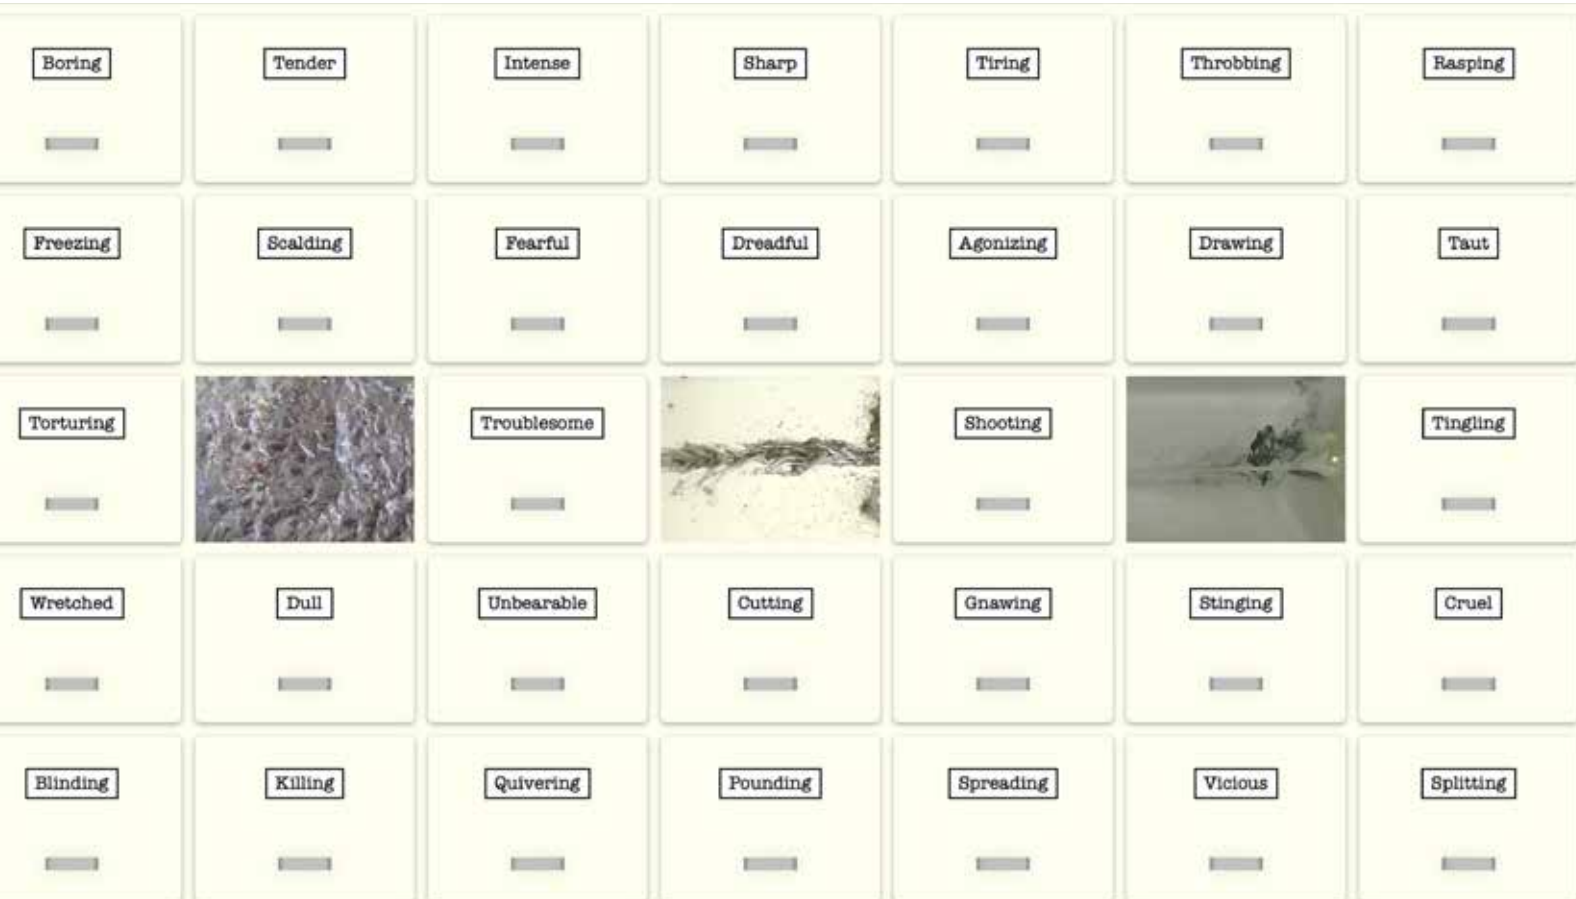 Boring Tender Intense Sharp Tiring Throbbing Rasping
Freezing Scalding Fearful Dreadful Agonizing Drawing Taut
Torturing Troublesome Shooting Tingling
Wretched Dull Unbearable Cutting Gnawing Stinging Cruel
Blinding Killing Quivering Pounding Spreading Vicious Splitting